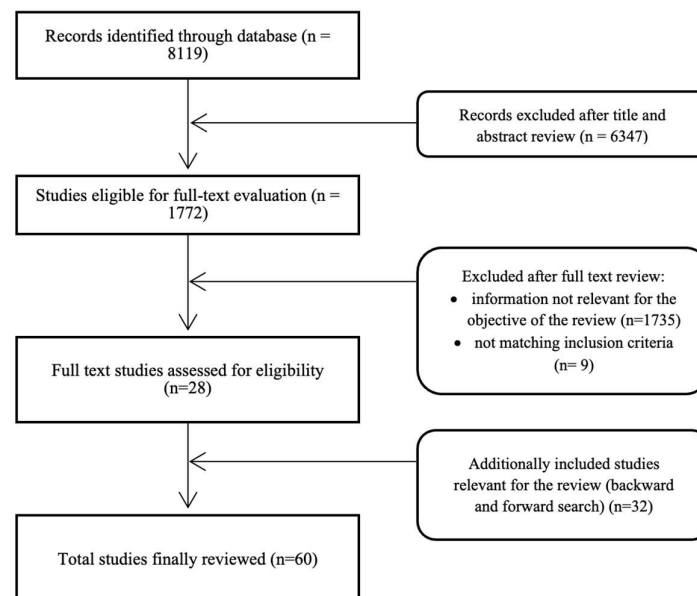 Records identified through database (n =
8119)
Records excluded after title and
abstract review (n = 6347)
Studies eligible for full-text evaluation (n =
1772)
Excluded after full text review:
• information not relevant for the
objective of the review (n=1735)
• not matching inclusion criteria
(n= 9)
Full text studies assessed for eligibility
(n=28)
Additionally included studies
relevant for the review (backward
and forward search) (n=32)
Total studies finally reviewed (n=60)